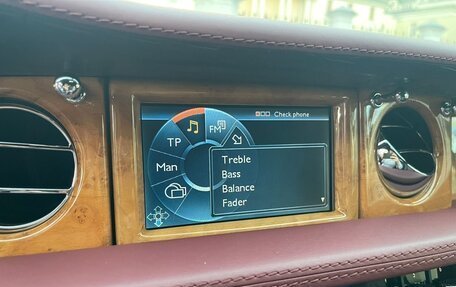 FM
Check phone
TP
Man
Treble
Bass
Balance
Fader